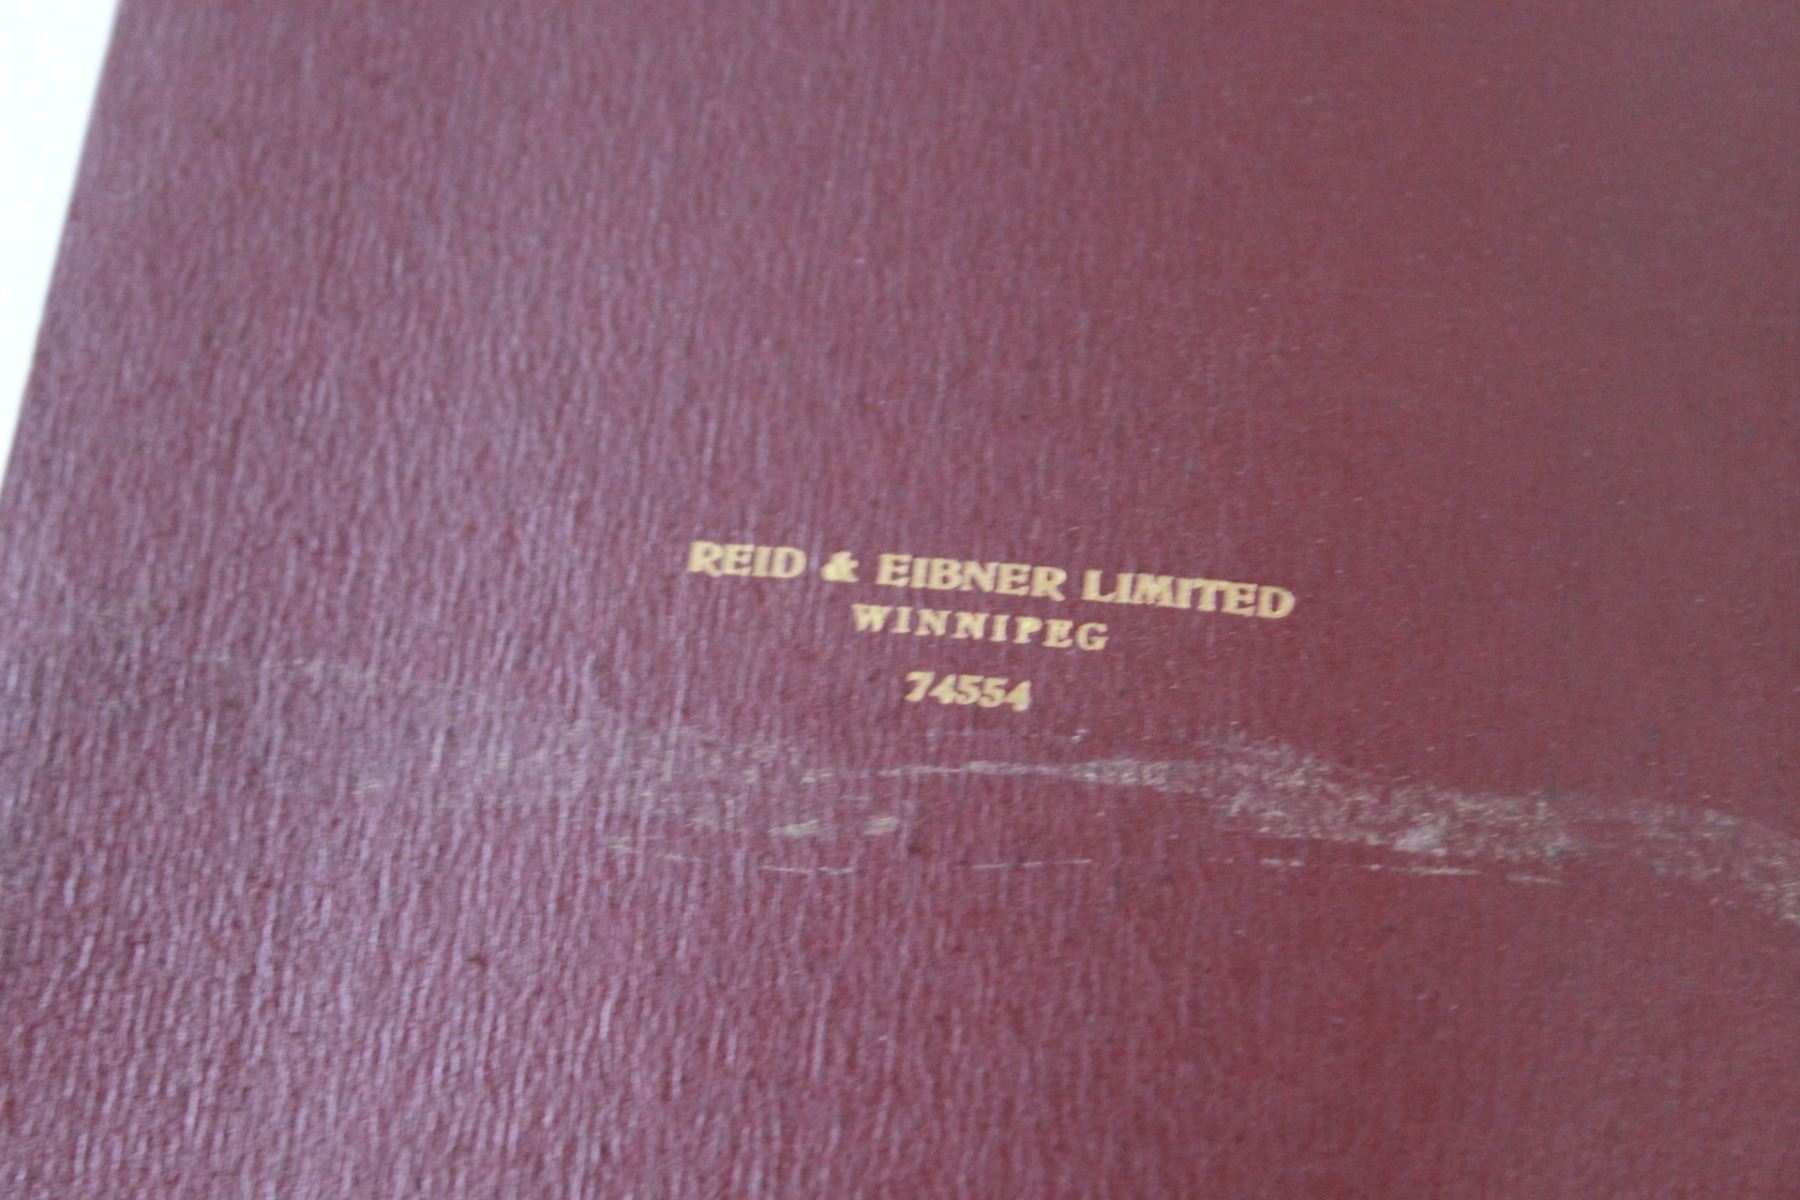 REID & EIBNER LIMITED
WINNIPEG
74554